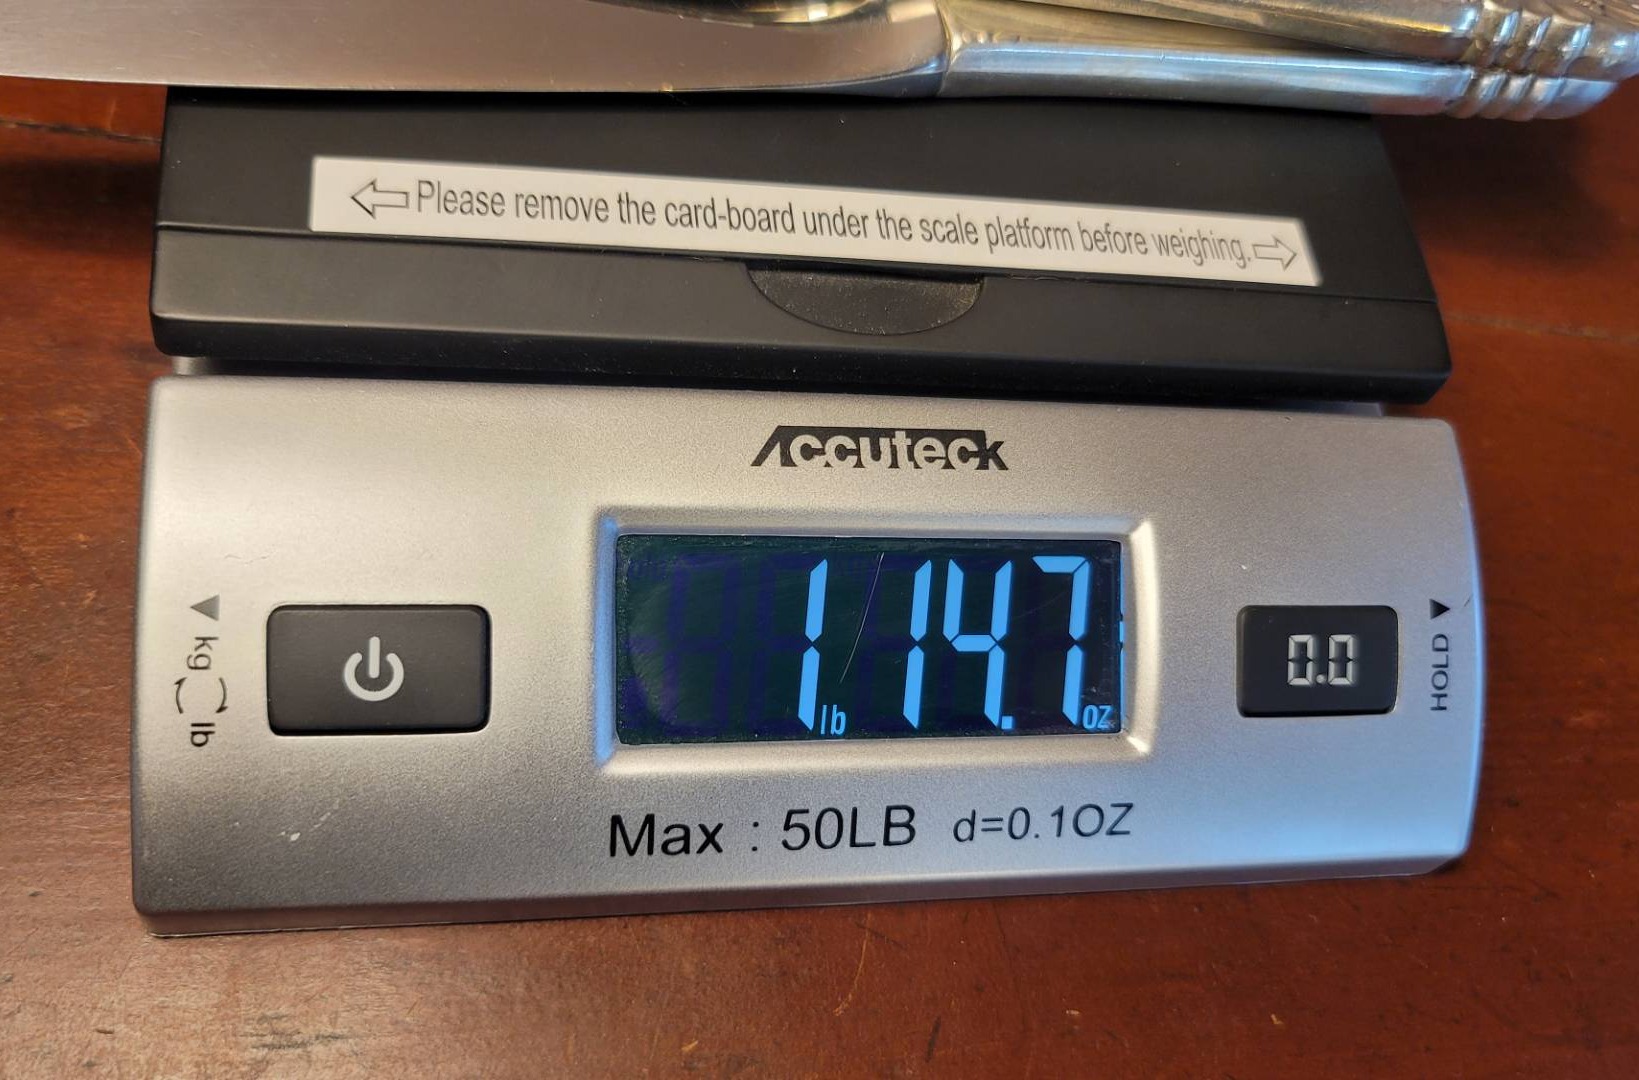 Please remove the card-board under the scale platform before weighing.
Accuteck
1 lb 14.7 oz
kg
lb
0.0
HOLD
Max : 50LB d=0.1OZ